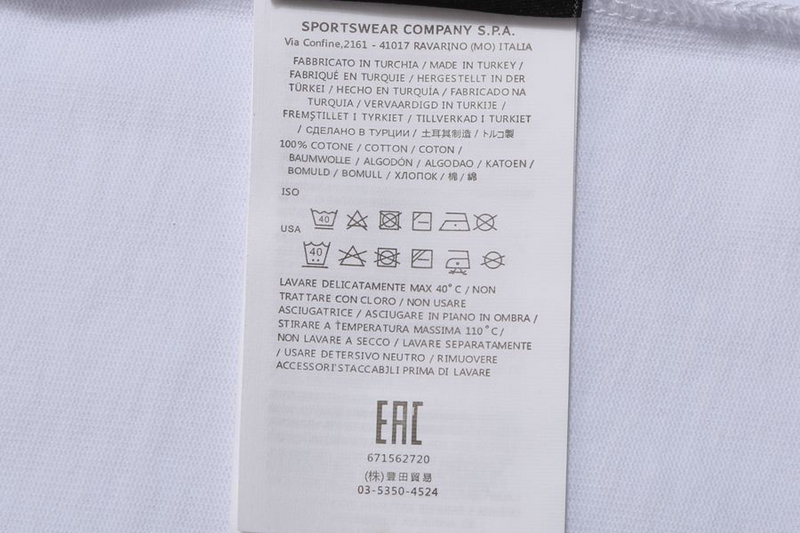 SPORTSWEAR COMPANY S.P.A.
Via Confine,2161 - 41017 RAVARINO (MO) ITALIA
FABBRICATO IN TURCHIA / MADE IN TURKEY /
FABRIQUÉ EN TURQUIE / HERGESTELLT IN DER
TÜRKEI / HECHO EN TURQUÍA / FABRICADO NA
TURQUIA / VERVAARDIGD IN TURKIJE /
FREMSTILLET I TYRKIET / TILLVERKAD I TURKIET
/ СДЕЛАНО В ТУРЦИИ / 土耳其制造 / トルコ製
100% COTONE / COTTON / COTON /
BAUMWOLLE / ALGODÓN / ALGODAO / KATOEN /
BOMULD / BOMULL / ХЛОПОК / 棉 / 綿
ISO
40
USA
40
LAVARE DELICATAMENTE MAX 40°C / NON
TRATTARE CON CLORO / NON USARE
ASCIUGATRICE / ASCIUGARE IN PIANO IN OMBRA /
STIRARE A TEMPERATURA MASSIMA 110°C /
NON LAVARE A SECCO / LAVARE SEPARATAMENTE
/ USARE DETERSIVO NEUTRO / RIMUOVERE
ACCESSORI STACCABILI PRIMA DI LAVARE
EAC
671562720
(株)豊田貿易
03-5350-4524